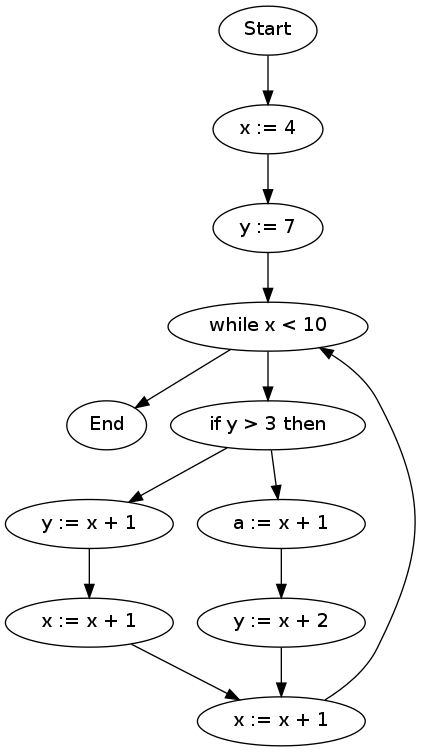 Start
x := 4
y := 7
while x < 10
End
if y > 3 then
y := x + 1
a := x + 1
x := x + 1
y := x + 2
x := x + 1